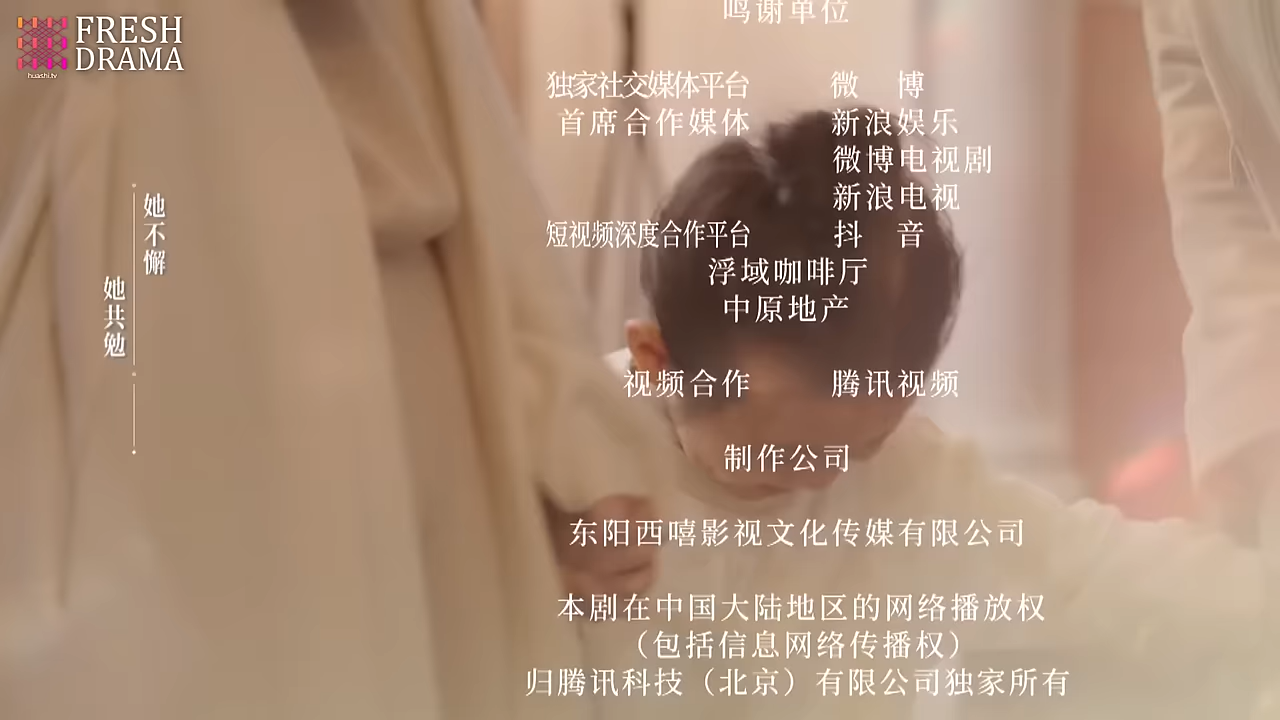 FRESH
DRAMA
huashi.tv
鸣谢单位
独家社交媒体平台 微 博
首席合作媒体 新浪娱乐
微博电视剧
新浪电视
短视频深度合作平台 抖 音
浮域咖啡厅
中原地产
视频合作 腾讯视频
制作公司
东阳西嘻影视文化传媒有限公司
本剧在中国大陆地区的网络播放权
（包括信息网络传播权）
归腾讯科技（北京）有限公司独家所有
她不懈
她共勉